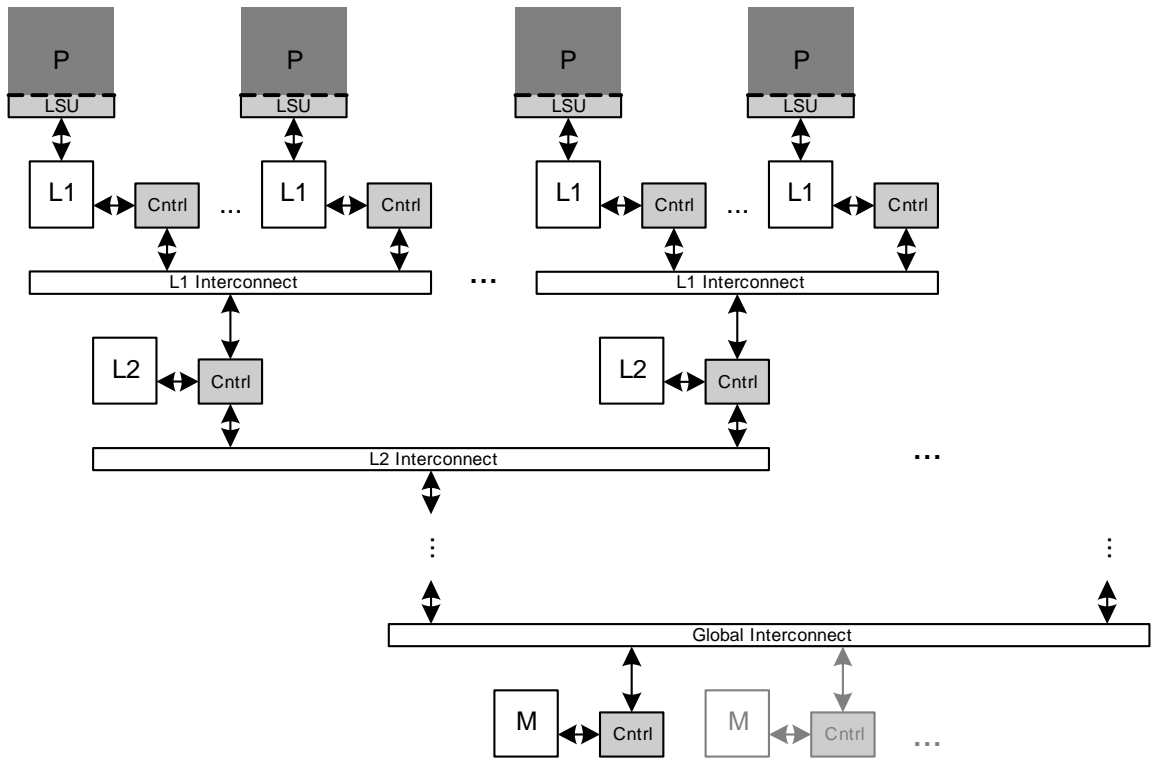 P P P P
LSU LSU LSU LSU
L1 Cntrl ... L1 Cntrl L1 Cntrl ... L1 Cntrl
L1 Interconnect ... L1 Interconnect
L2 Cntrl L2 Cntrl
L2 Interconnect ...
⋮ ⋮
Global Interconnect
M Cntrl M Cntrl ...